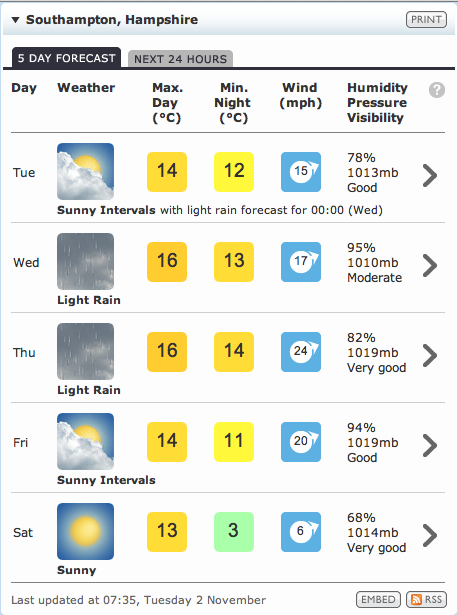 ▼ Southampton, Hampshire PRINT
5 DAY FORECAST NEXT 24 HOURS
Day Weather Max. Min. Wind Humidity ?
Day Night (mph) Pressure
(°C) (°C) Visibility
Tue 14 12 15 78%
1013mb
Good
Sunny Intervals with light rain forecast for 00:00 (Wed)
Wed 16 13 17 95%
1010mb
Moderate
Light Rain
Thu 16 14 24 82%
1019mb
Very good
Light Rain
Fri 14 11 20 94%
1019mb
Good
Sunny Intervals
Sat 13 3 6 68%
1014mb
Very good
Sunny
Last updated at 07:35, Tuesday 2 November EMBED RSS